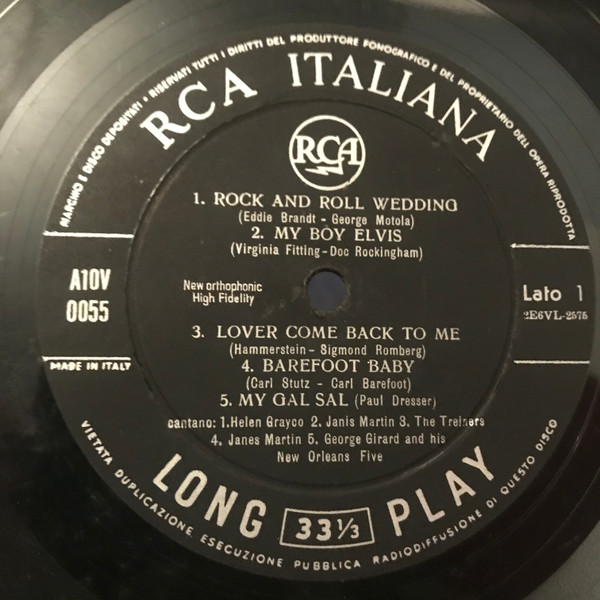 MARCHIO E DISCO DEPOSITATI • RISERVATI TUTTI I DIRITTI DEL PRODUTTORE FONOGRAFICO E DEL PROPRIETARIO DELL'OPERA RIPRODOTTA
RCA ITALIANA
RCA
1. ROCK AND ROLL WEDDING
(Eddie Brandt - George Motola)
2. MY BOY ELVIS
(Virginia Fitting - Doc Rockingham)
A10V
0055
New orthophonic
High Fidelity
Lato 1
2E6VL-2575
3. LOVER COME BACK TO ME
(Hammerstein - Sigmond Romberg)
4. BAREFOOT BABY
(Carl Stutz - Carl Barefoot)
5. MY GAL SAL (Paul Dresser)
MADE IN ITALY
cantano: 1.Helen Grayco 2. Janis Martin 3. The Treiners
4. Janes Martin 5. George Girard and his
New Orleans Five
LONG 33⅓ PLAY
VIETATA DUPLICAZIONE ESECUZIONE PUBBLICA RADIODIFFUSIONE DI QUESTO DISCO